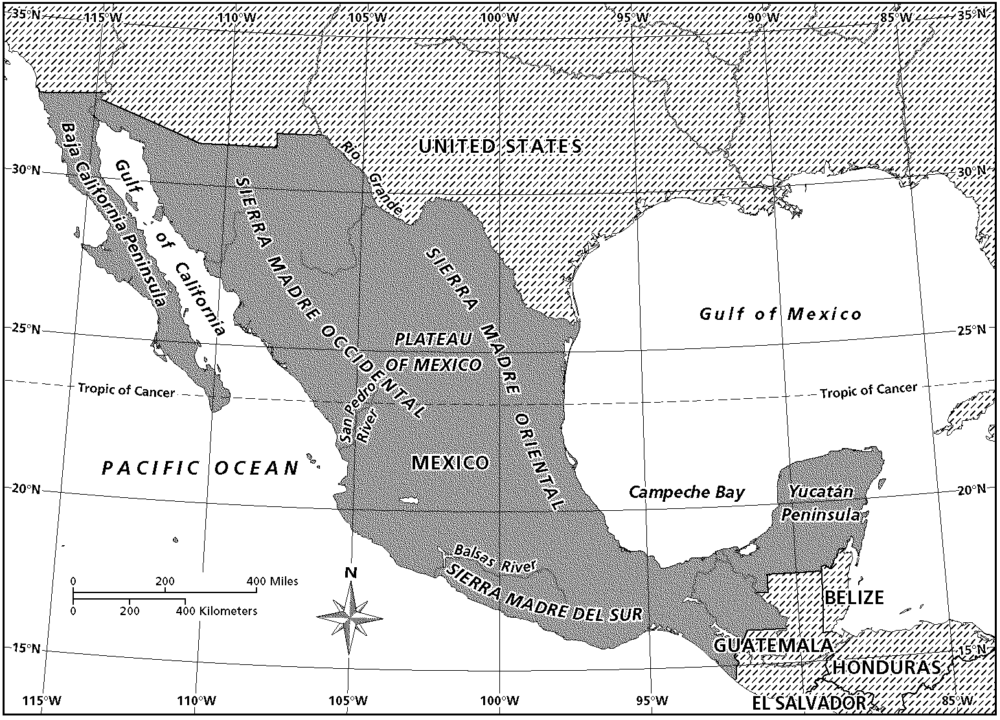 35°N
115°W
110°W
105°W
100°W
95°W
90°W
85°W
35°N
UNITED STATES
Rio
Grande
30°N
30°N
Baja California Peninsula
Gulf
of
California
SIERRA MADRE OCCIDENTAL
SIERRA MADRE ORIENTAL
Gulf of Mexico
25°N
25°N
PLATEAU
OF MEXICO
Tropic of Cancer
Tropic of Cancer
San Pedro
River
PACIFIC OCEAN
MEXICO
20°N
20°N
Campeche Bay
Yucatán
Peninsula
Balsas River
SIERRA MADRE DEL SUR
N
0 200 400 Miles
0 200 400 Kilometers
BELIZE
GUATEMALA
15°N
15°N
HONDURAS
EL SALVADOR
115°W
110°W
105°W
100°W
95°W
85°W